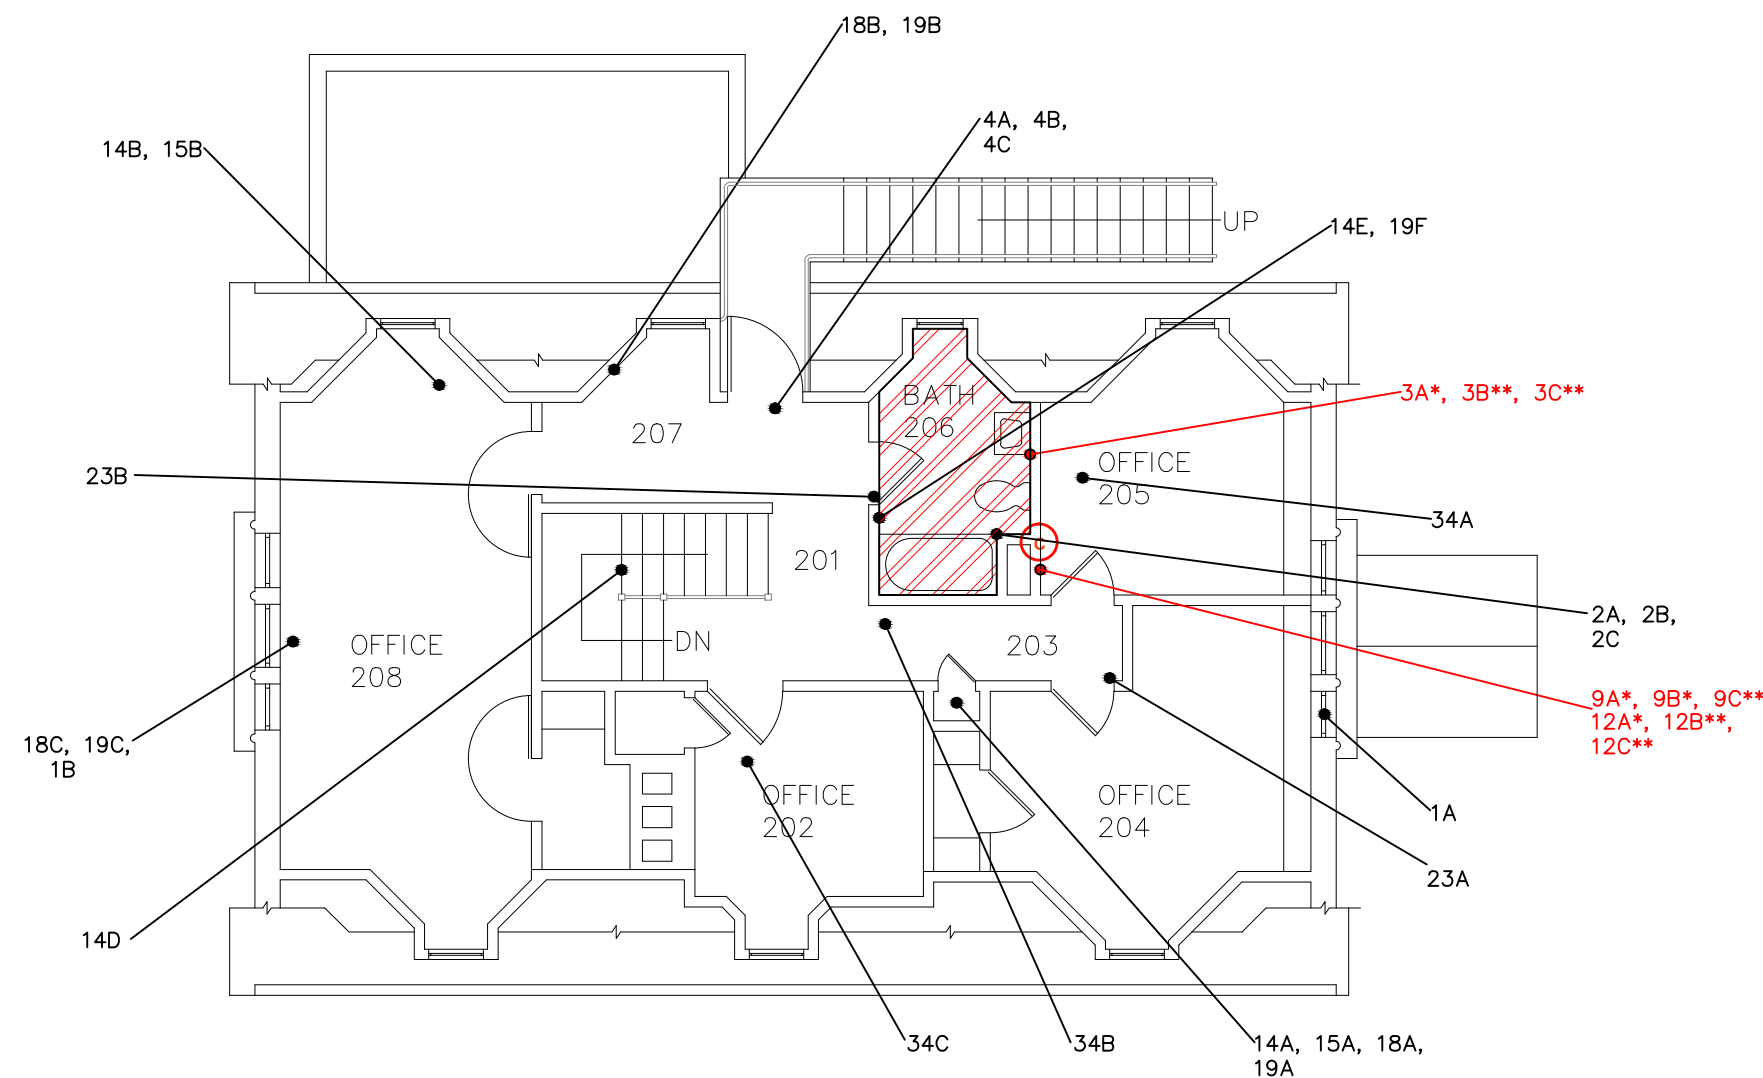 18B, 19B
4A, 4B,
4C
14B, 15B
UP
14E, 19F
BATH
206
3A*, 3B**, 3C**
207
OFFICE
205
23B
34A
C
201
2A, 2B,
2C
DN
203
OFFICE
208
9A*, 9B*, 9C**
12A*, 12B**,
12C**
18C, 19C,
1B
OFFICE
202
OFFICE
204
1A
23A
14D
34C
34B
14A, 15A, 18A,
19A